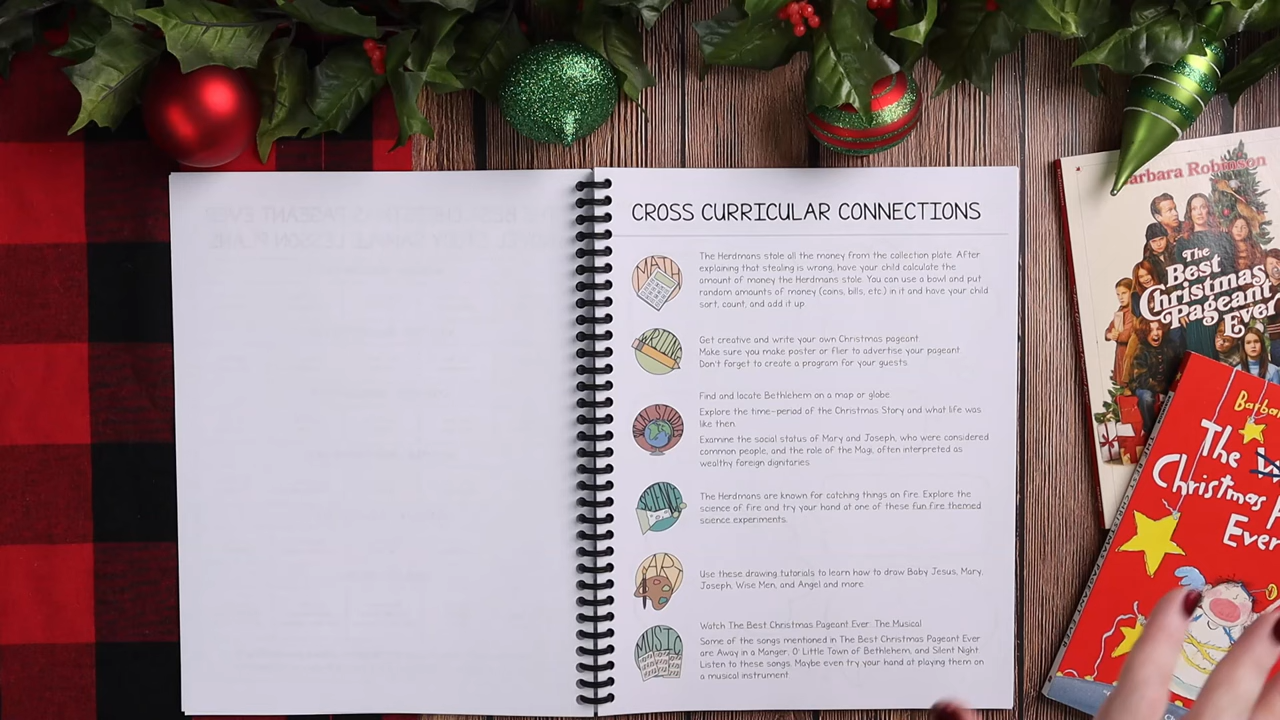 CROSS CURRICULAR CONNECTIONS
MATH
The Herdmans stole all the money from the collection plate. After
explaining that stealing is wrong, have your child calculate the
amount of money the Herdmans stole. You can use a bowl and put
random amounts of money (coins, bills, etc.) in it and have your child
sort, count, and add it up.
WRITING
Get creative and write your own Christmas pageant.
Make sure you make poster or flier to advertise your pageant.
Don't forget to create a program for your guests.
Find and locate Bethlehem on a map or globe.
Explore the time-period of the Christmas Story and what life was
like then.
Examine the social status of Mary and Joseph, who were considered
common people, and the role of the Magi, often interpreted as
wealthy foreign dignitaries.
SCIENCE
The Herdmans are known for catching things on fire. Explore the
science of fire and try your hand at one of these fun fire themed
science experiments.
ART
Use these drawing tutorials to learn how to draw Baby Jesus, Mary,
Joseph, Wise Men, and Angel and more.
MUSIC
Watch The Best Christmas Pageant Ever: The Musical
Some of the songs mentioned in The Best Christmas Pageant Ever
are Away in a Manger, O' Little Town of Bethlehem, and Silent Night.
Listen to these songs. Maybe even try your hand at playing them on
a musical instrument.
Barbara Robinson
The
Best
Christmas
Pageant
Ever
The
Christmas
Ever